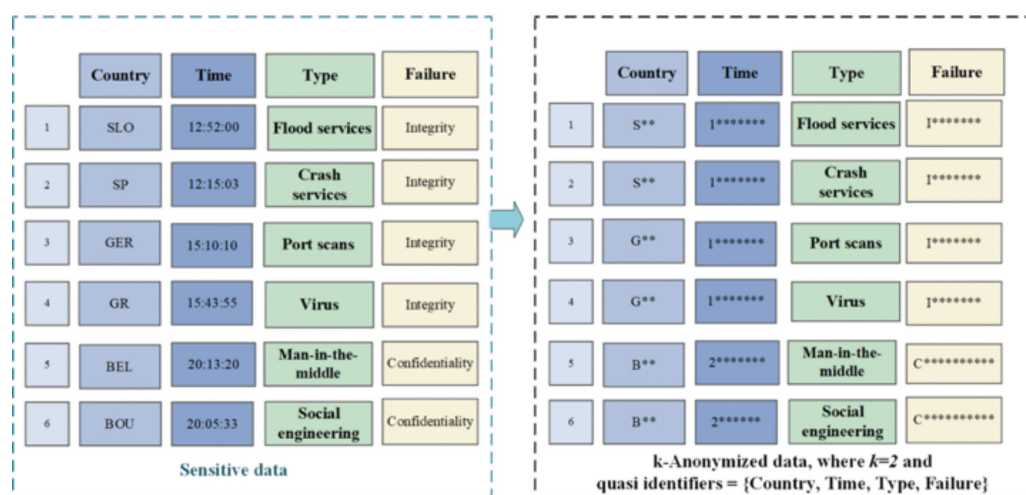 Country Time Type Failure
1 SLO 12:52:00 Flood services Integrity
2 SP 12:15:03 Crash services Integrity
3 GER 15:10:10 Port scans Integrity
4 GR 15:43:55 Virus Integrity
5 BEL 20:13:20 Man-in-the-middle Confidentiality
6 BOU 20:05:33 Social engineering Confidentiality
Sensitive data
Country Time Type Failure
1 S** 1******* Flood services I*******
2 S** 1******* Crash services I*******
3 G** 1******* Port scans I*******
4 G** 1******* Virus I*******
5 B** 2******* Man-in-the-middle C**********
6 B** 2****** Social engineering C**********
k-Anonymized data, where k=2 and
quasi identifiers = {Country, Time, Type, Failure}